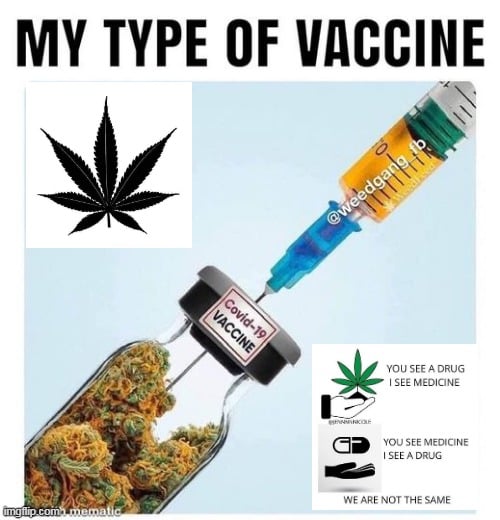 MY TYPE OF VACCINE
@weedgang_fb
Covid-19
VACCINE
YOU SEE A DRUG
I SEE MEDICINE
YOU SEE MEDICINE
I SEE A DRUG
WE ARE NOT THE SAME
imgflip.com
mematic